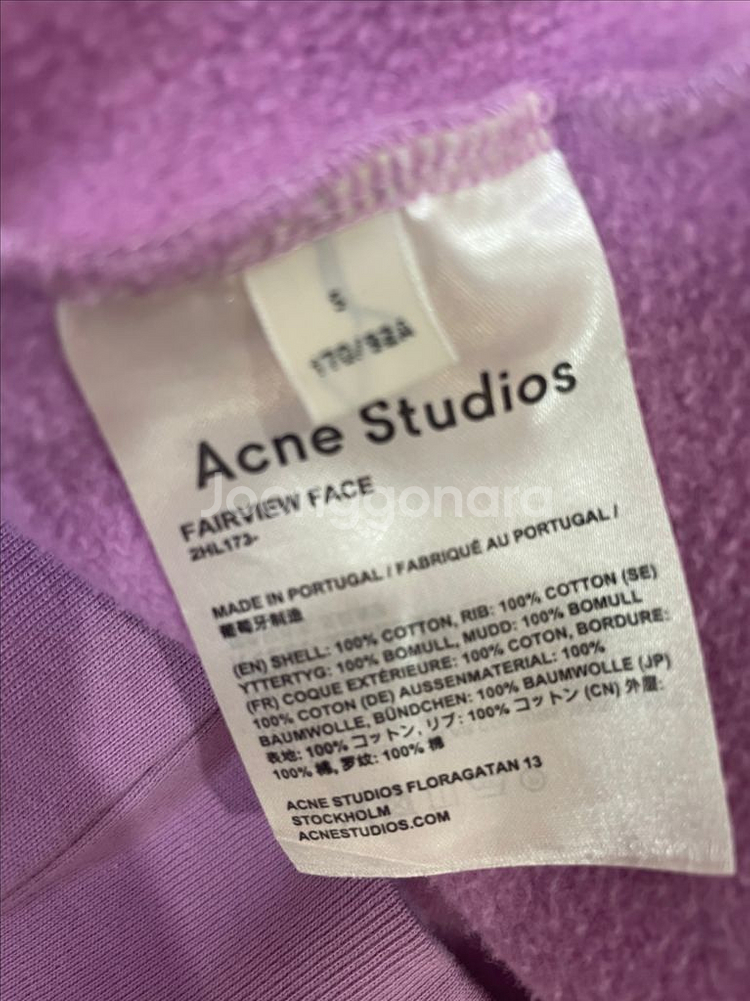 S
170/92A
Acne Studios
Joonggonara
FAIRVIEW FACE
2HL173-
MADE IN PORTUGAL / FABRIQUÉ AU PORTUGAL /
葡萄牙制造
(EN) SHELL: 100% COTTON, RIB: 100% COTTON (SE)
YTTERTYG: 100% BOMULL, MUDD: 100% BOMULL
(FR) COQUE EXTÉRIEURE: 100% COTON, BORDURE:
100% COTON (DE) AUSSENMATERIAL: 100%
BAUMWOLLE, BÜNDCHEN: 100% BAUMWOLLE (JP)
表地: 100% コットン, リブ: 100% コットン (CN) 外层:
100% 棉, 罗纹: 100% 棉
ACNE STUDIOS FLORAGATAN 13
STOCKHOLM
ACNESTUDIOS.COM